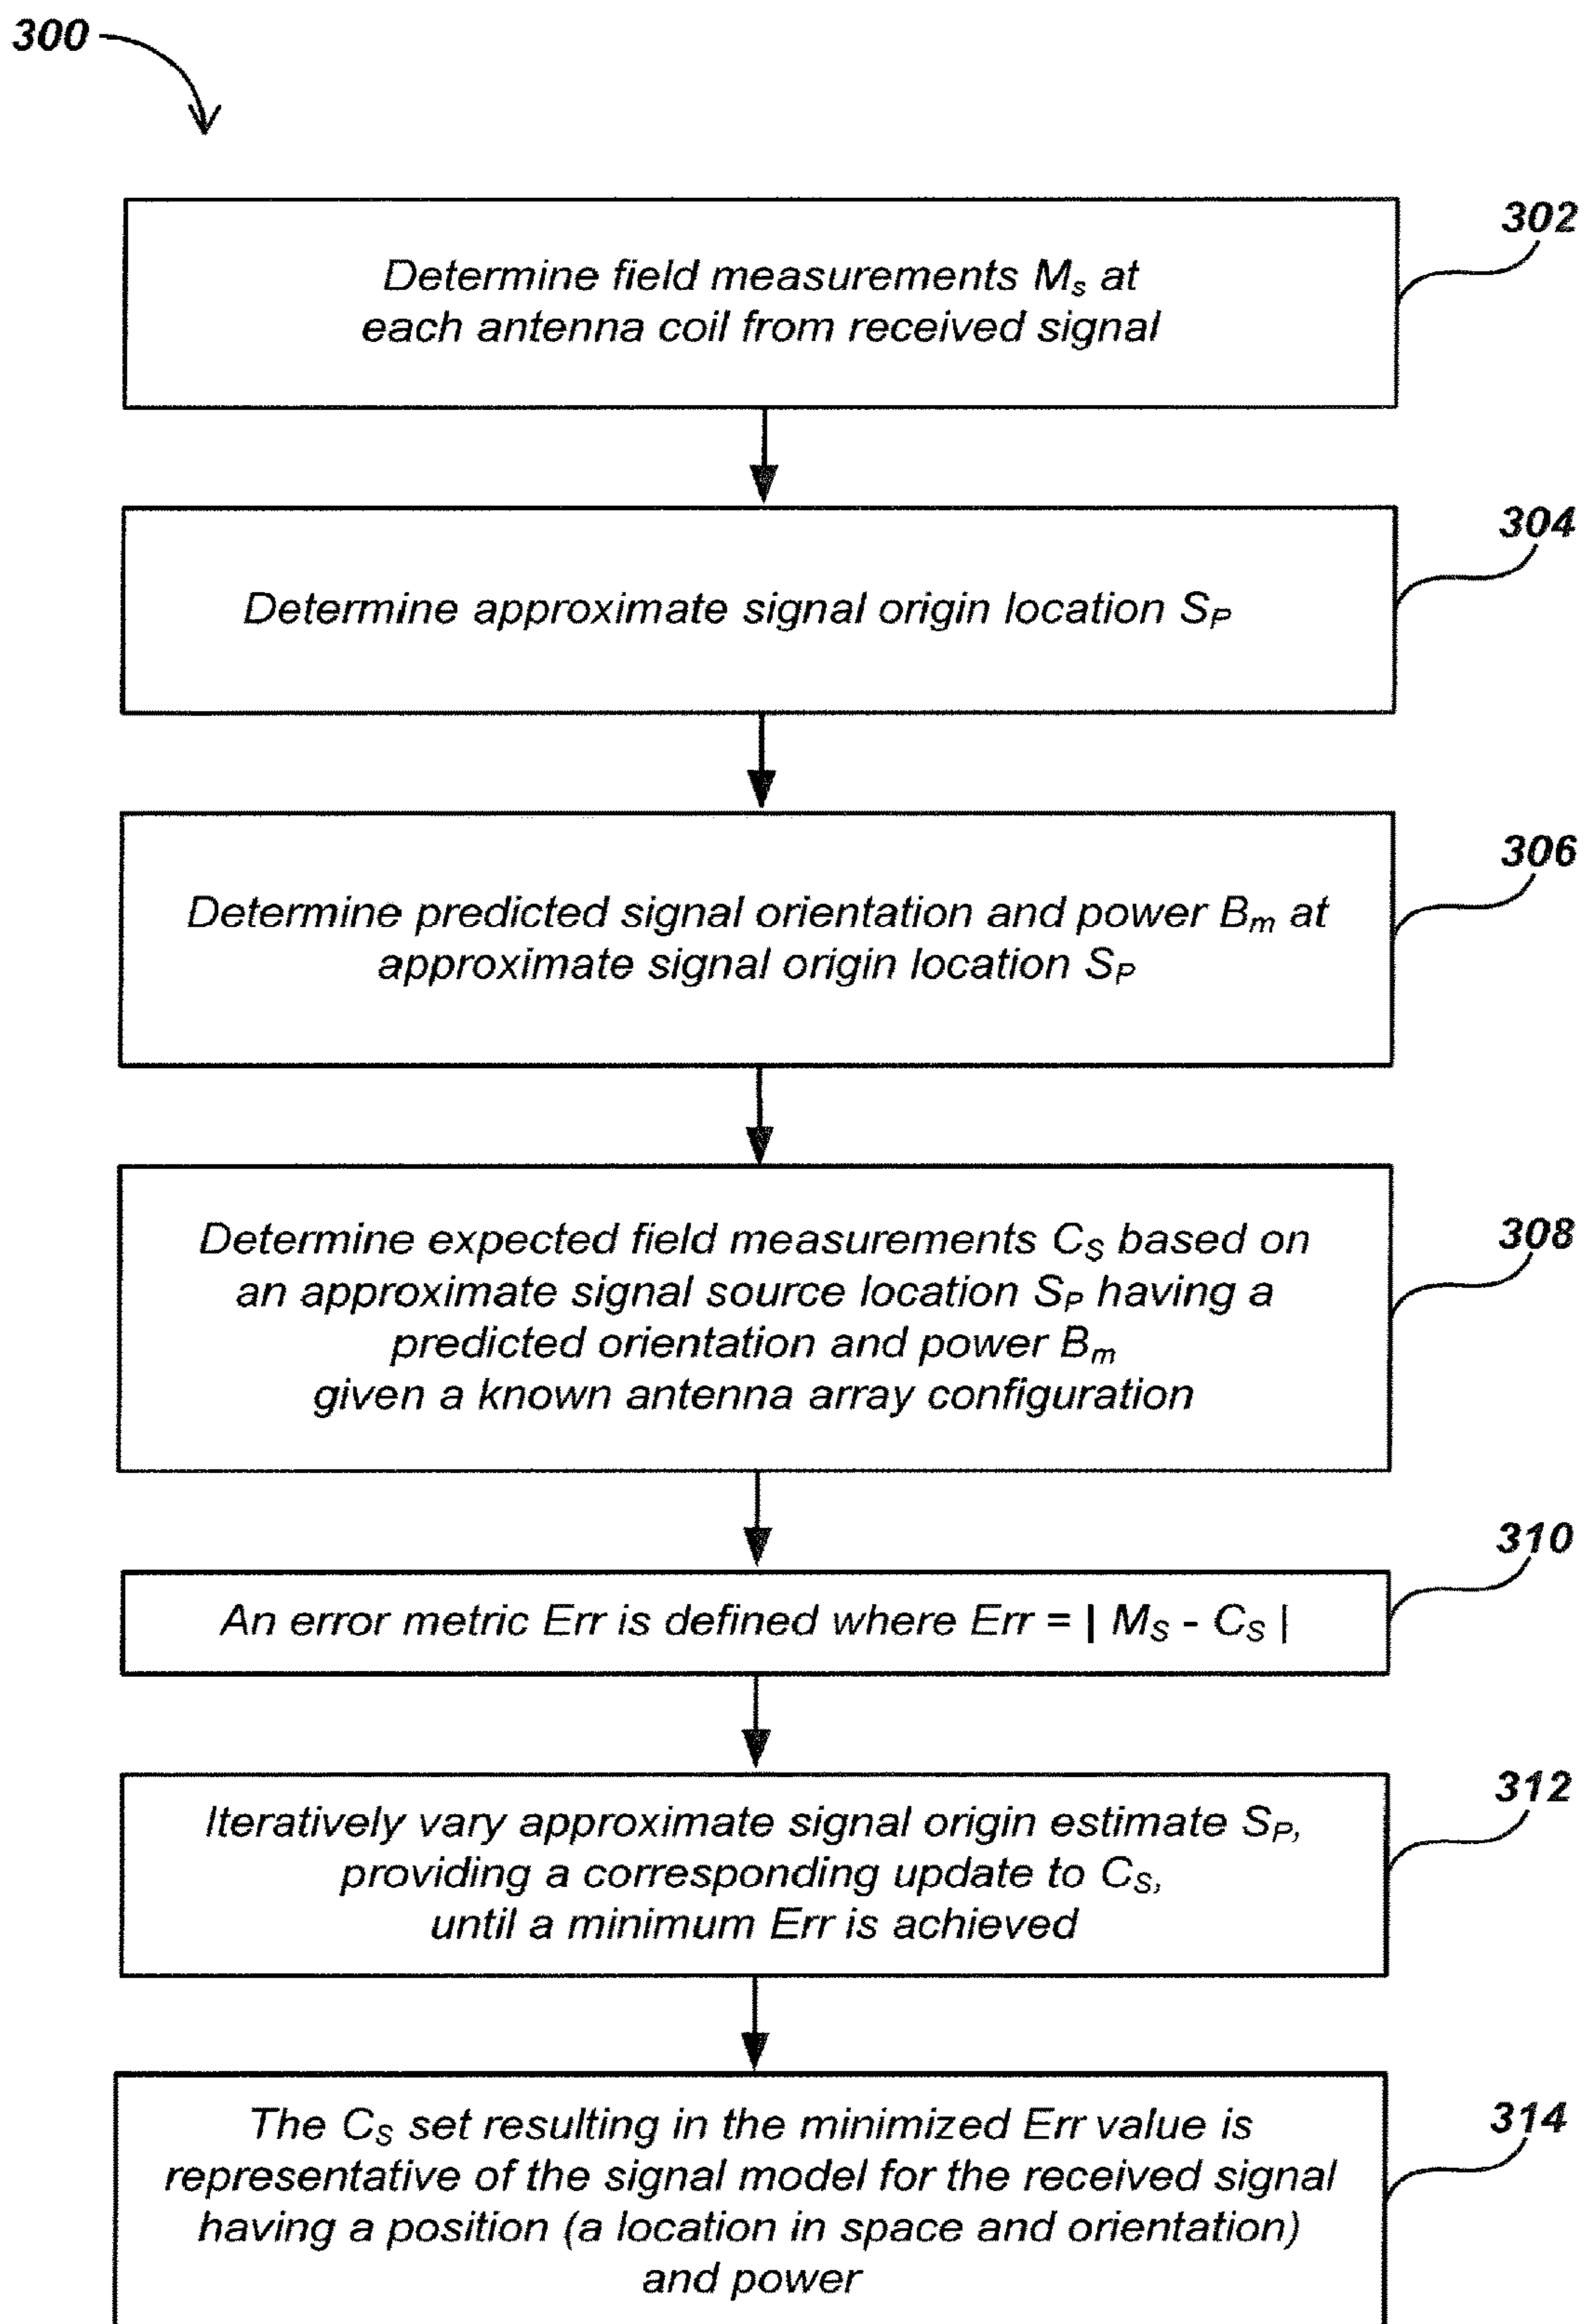 300
302
Determine field measurements Ms at
each antenna coil from received signal
304
Determine approximate signal origin location SP
306
Determine predicted signal orientation and power Bm at
approximate signal origin location SP
308
Determine expected field measurements CS based on
an approximate signal source location SP having a
predicted orientation and power Bm
given a known antenna array configuration
310
An error metric Err is defined where Err = | MS - CS |
312
Iteratively vary approximate signal origin estimate SP,
providing a corresponding update to CS,
until a minimum Err is achieved
314
The CS set resulting in the minimized Err value is
representative of the signal model for the received signal
having a position (a location in space and orientation)
and power